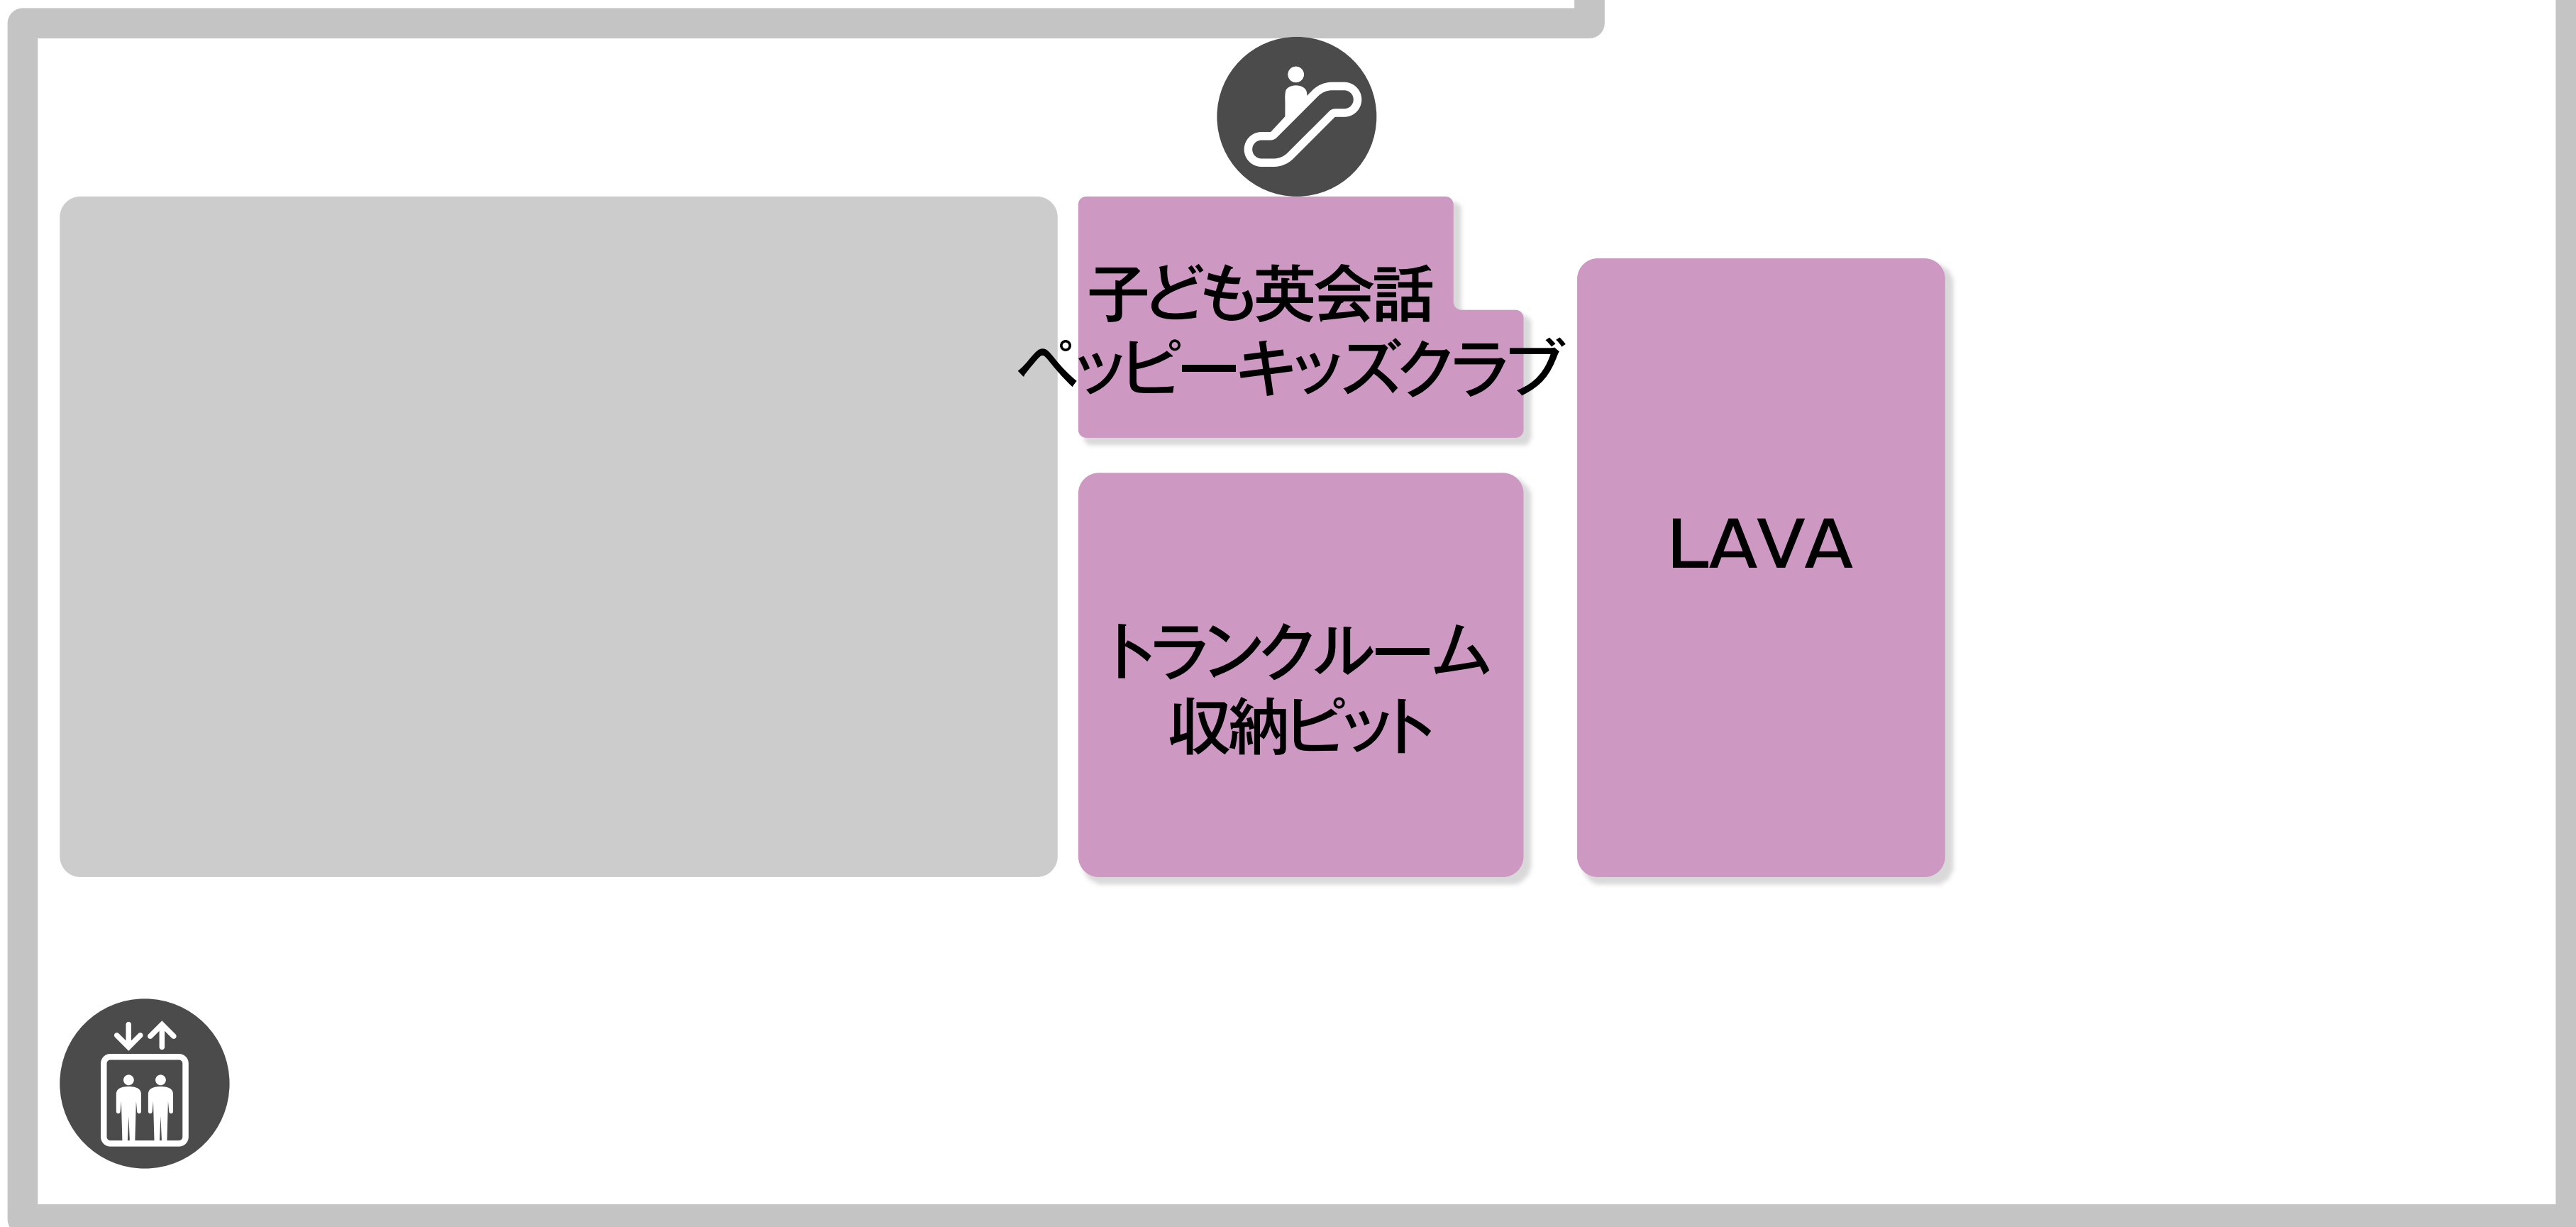 子ども英会話
ペッピーキッズクラブ
トランクルーム
収納ピット
LAVA